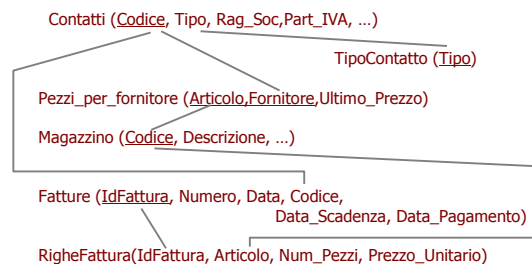 Contatti (Codice, Tipo, Rag_Soc,Part_IVA, …)
TipoContatto (Tipo)
Pezzi_per_fornitore (Articolo,Fornitore,Ultimo_Prezzo)
Magazzino (Codice, Descrizione, …)
Fatture (IdFattura, Numero, Data, Codice,
Data_Scadenza, Data_Pagamento)
RigheFattura(IdFattura, Articolo, Num_Pezzi, Prezzo_Unitario)